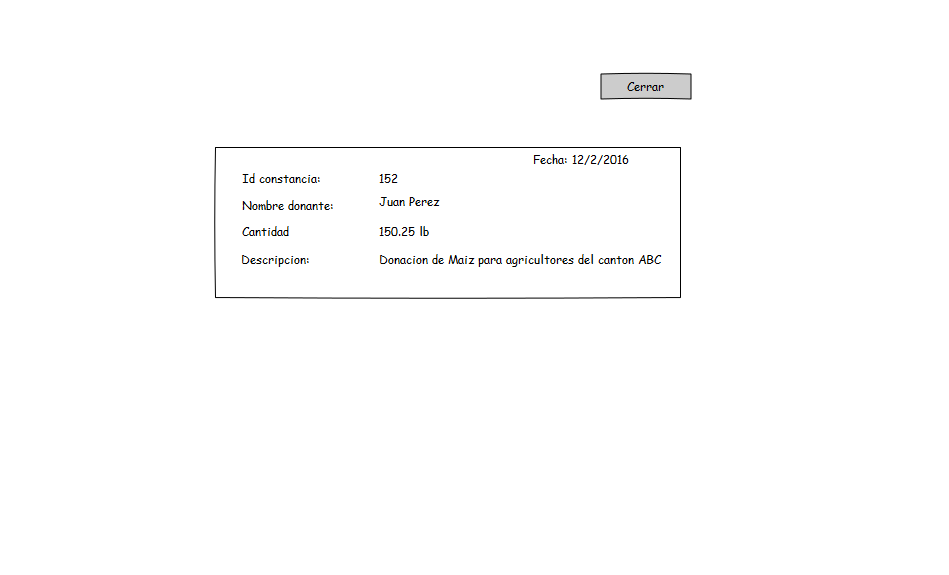 Cerrar
Fecha: 12/2/2016
Id constancia: 152
Nombre donante: Juan Perez
Cantidad 150.25 lb
Descripcion: Donacion de Maiz para agricultores del canton ABC